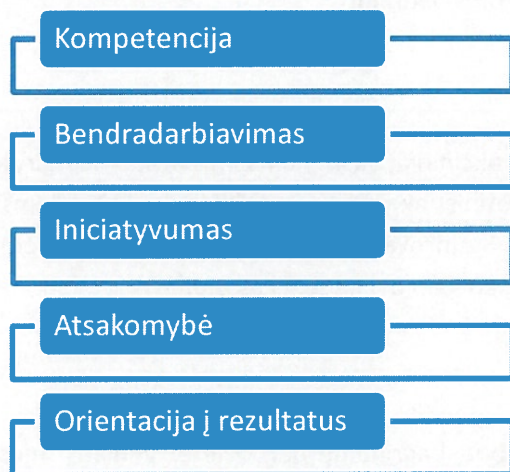 Kompetencija
Bendradarbiavimas
Iniciatyvumas
Atsakomybė
Orientacija į rezultatus